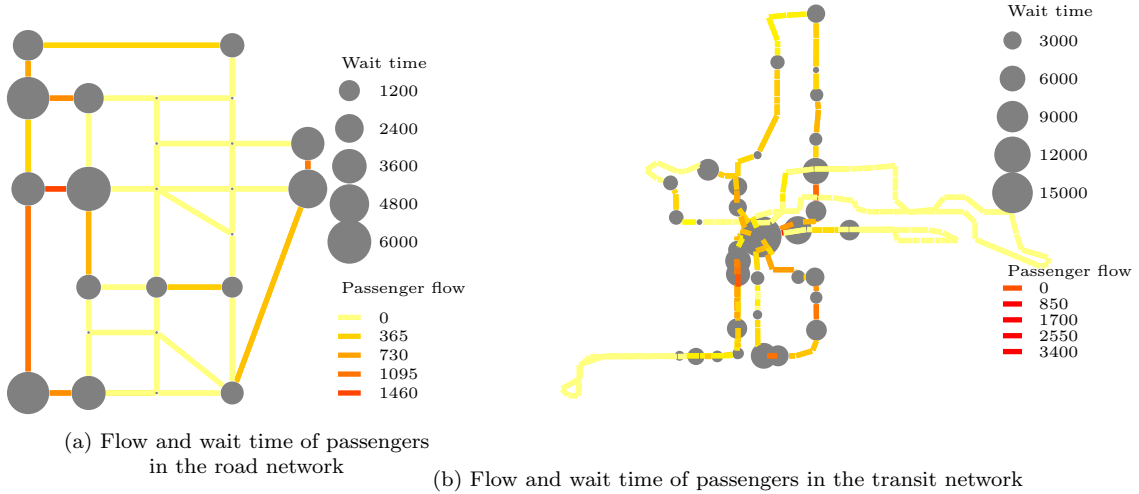 Wait time
1200
2400
3600
4800
6000
Passenger flow
0
365
730
1095
1460
(a) Flow and wait time of passengers
in the road network
Wait time
3000
6000
9000
12000
15000
Passenger flow
0
850
1700
2550
3400
(b) Flow and wait time of passengers in the transit network